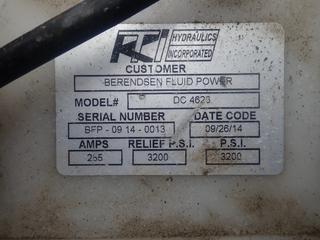 RTI HYDRAULICS
INCORPORATED
CUSTOMER
BERENDSEN FLUID POWER
MODEL# DC 4623
SERIAL NUMBER DATE CODE
BFP - 09 14 - 0013 09/26/14
AMPS RELIEF P.S.I. P.S.I.
265 3200 3200